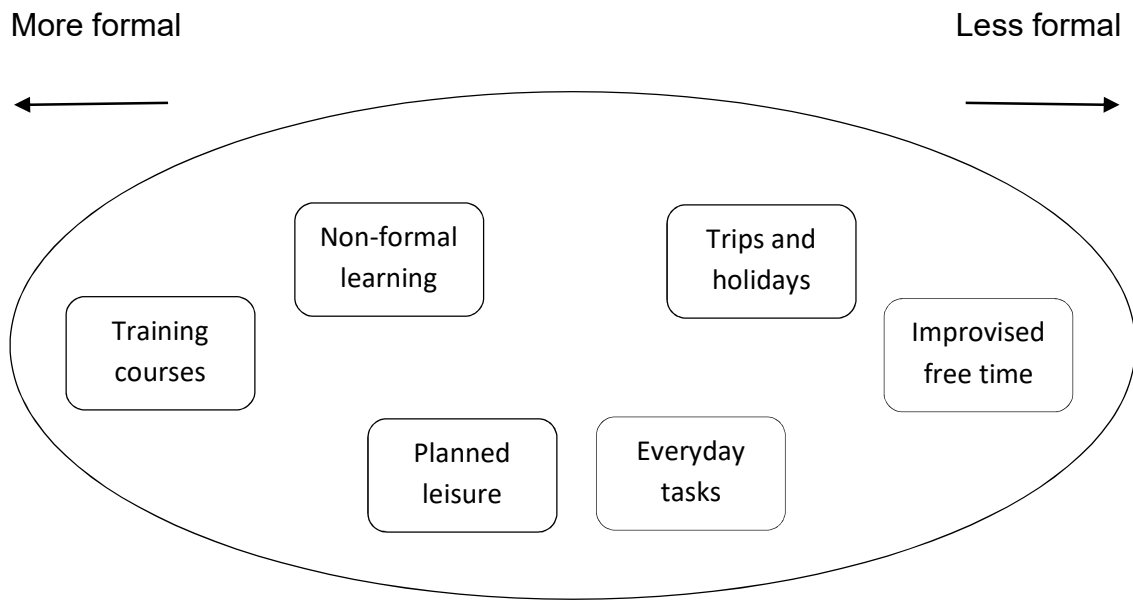 More formal
Less formal
Non-formal
learning
Trips and
holidays
Training
courses
Improvised
free time
Planned
leisure
Everyday
tasks